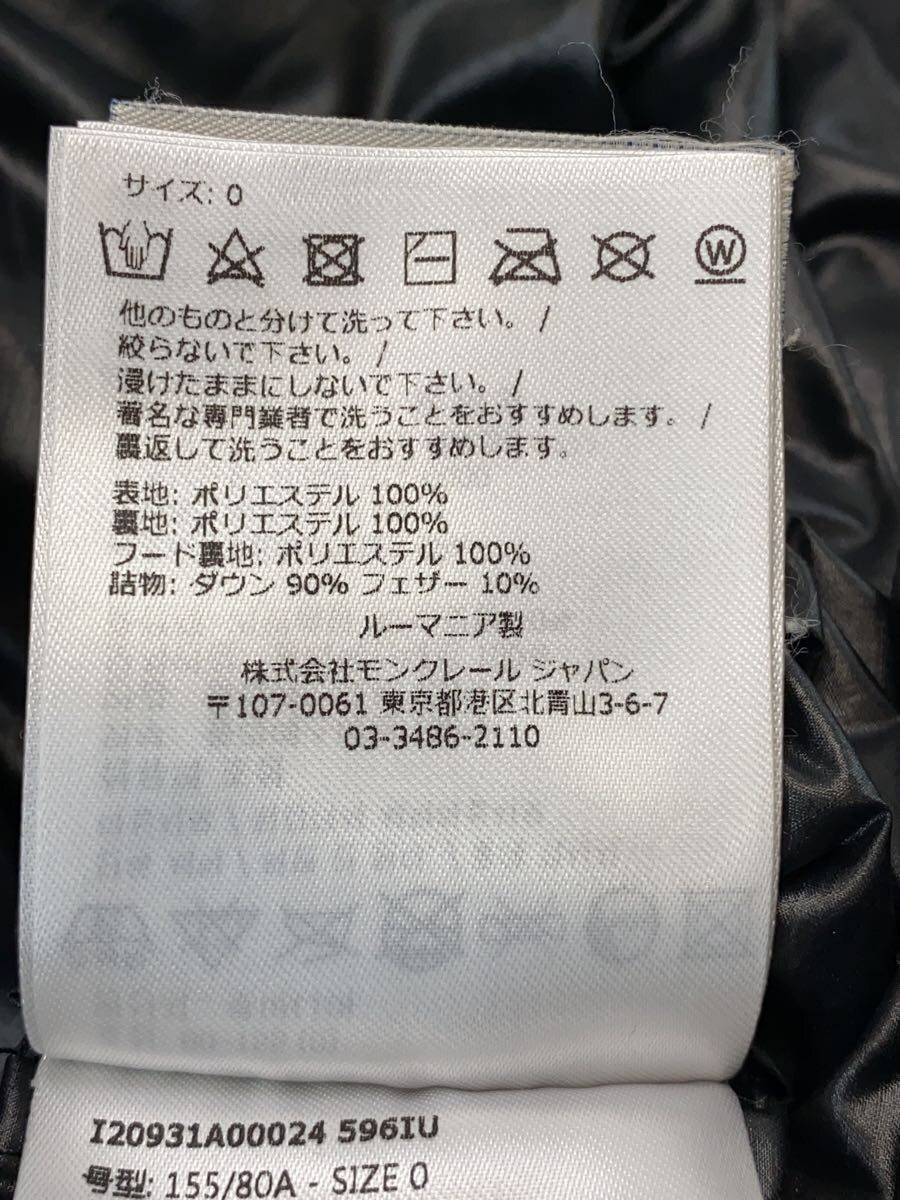 サイズ: 0
W
他のものと分けて洗って下さい。 /
絞らないで下さい。 /
浸けたままにしないで下さい。 /
著名な専門業者で洗うことをおすすめします。 /
裏返して洗うことをおすすめします。
表地: ポリエステル 100%
裏地: ポリエステル 100%
フード裏地: ポリエステル 100%
詰物: ダウン 90% フェザー 10%
ルーマニア製
株式会社モンクレール ジャパン
〒107-0061 東京都港区北青山3-6-7
03-3486-2110
I20931A00024 596IU
号型: 155/80A - SIZE 0